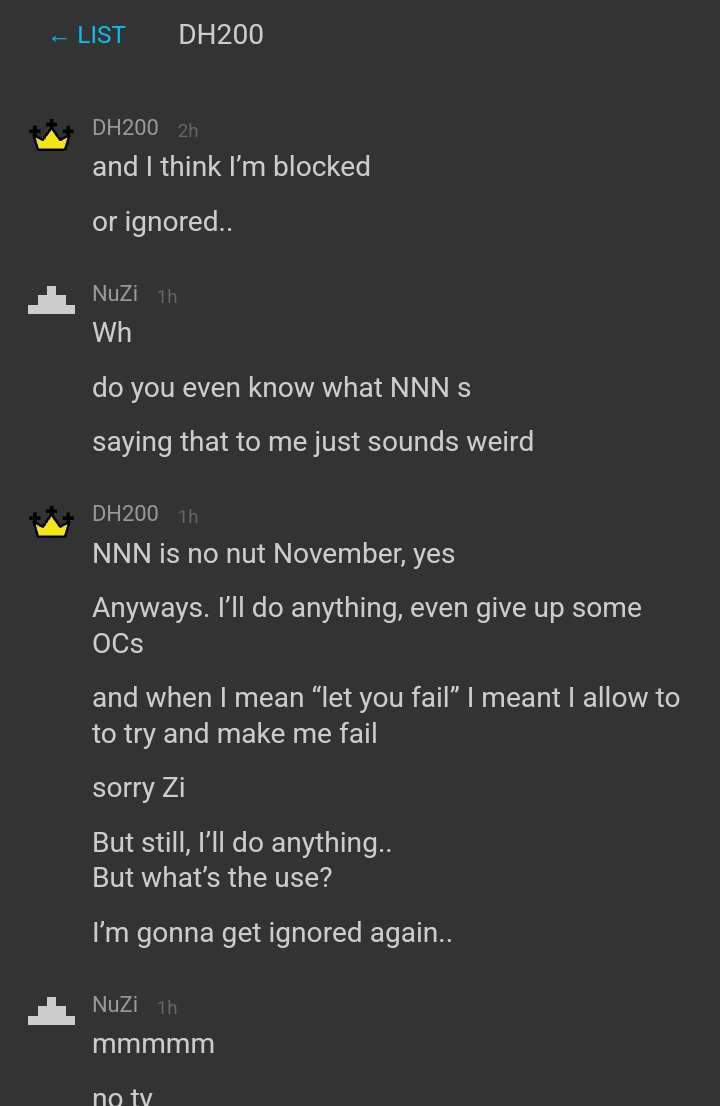 ← LIST DH200
DH200 2h
and I think I’m blocked
or ignored..
NuZi 1h
Wh
do you even know what NNN s
saying that to me just sounds weird
DH200 1h
NNN is no nut November, yes
Anyways. I’ll do anything, even give up some
OCs
and when I mean “let you fail” I meant I allow to
to try and make me fail
sorry Zi
But still, I’ll do anything..
But what’s the use?
I’m gonna get ignored again..
NuZi 1h
mmmmm
no ty